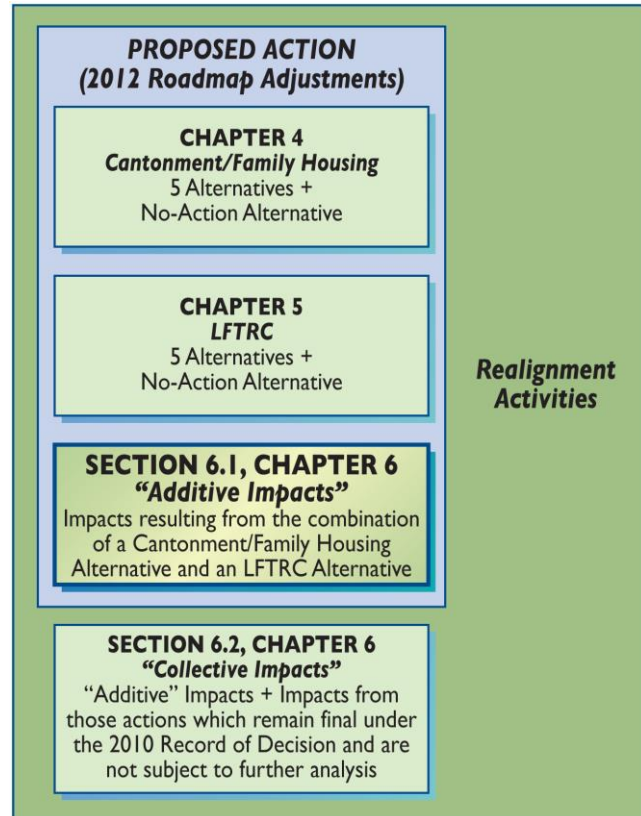 PROPOSED ACTION
(2012 Roadmap Adjustments)
CHAPTER 4
Cantonment/Family Housing
5 Alternatives +
No-Action Alternative
CHAPTER 5
LFTRC
5 Alternatives +
No-Action Alternative
SECTION 6.1, CHAPTER 6
“Additive Impacts”
Impacts resulting from the combination
of a Cantonment/Family Housing
Alternative and an LFTRC Alternative
SECTION 6.2, CHAPTER 6
“Collective Impacts”
“Additive” Impacts + Impacts from
those actions which remain final under
the 2010 Record of Decision and are
not subject to further analysis
Realignment
Activities